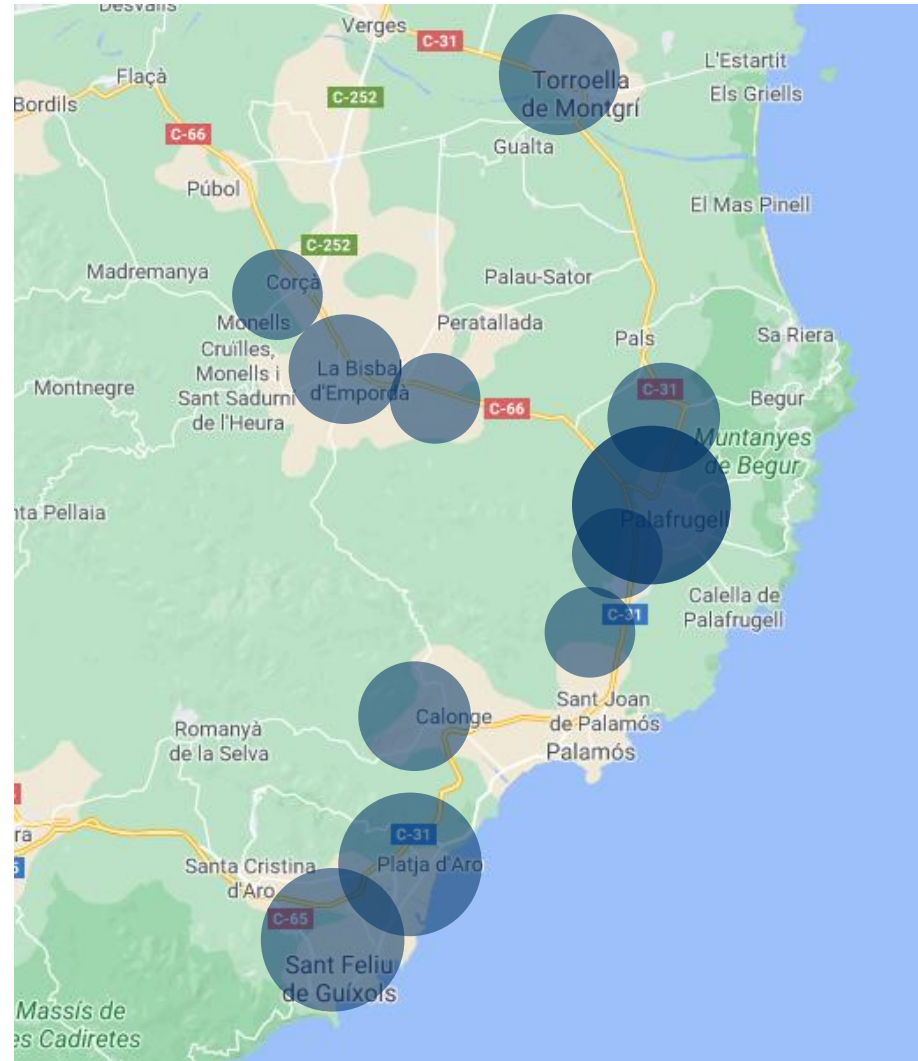 Desvalls
Verges
C-31
L'Estartit
Flaçà
Torroella
de Montgrí
Els Griells
Bordils
C-252
C-66
Gualta
Púbol
El Mas Pinell
C-252
Madremanya
Corçà
Palau-Sator
Monells
Peratallada
Pals
Sa Riera
Cruïlles,
Monells i
Sant Sadurní
de l'Heura
La Bisbal
d'Empordà
Montnegre
C-31
Begur
C-66
Muntanyes
de Begur
nta Pellaia
Palafrugell
Calella de
Palafrugell
C-31
Sant Joan
de Palamós
Calonge
Romanyà
de la Selva
Palamós
ra
C-31
Santa Cristina
d'Aro
Platja d'Aro
C-65
Sant Feliu
de Guíxols
Massís de
es Cadiretes